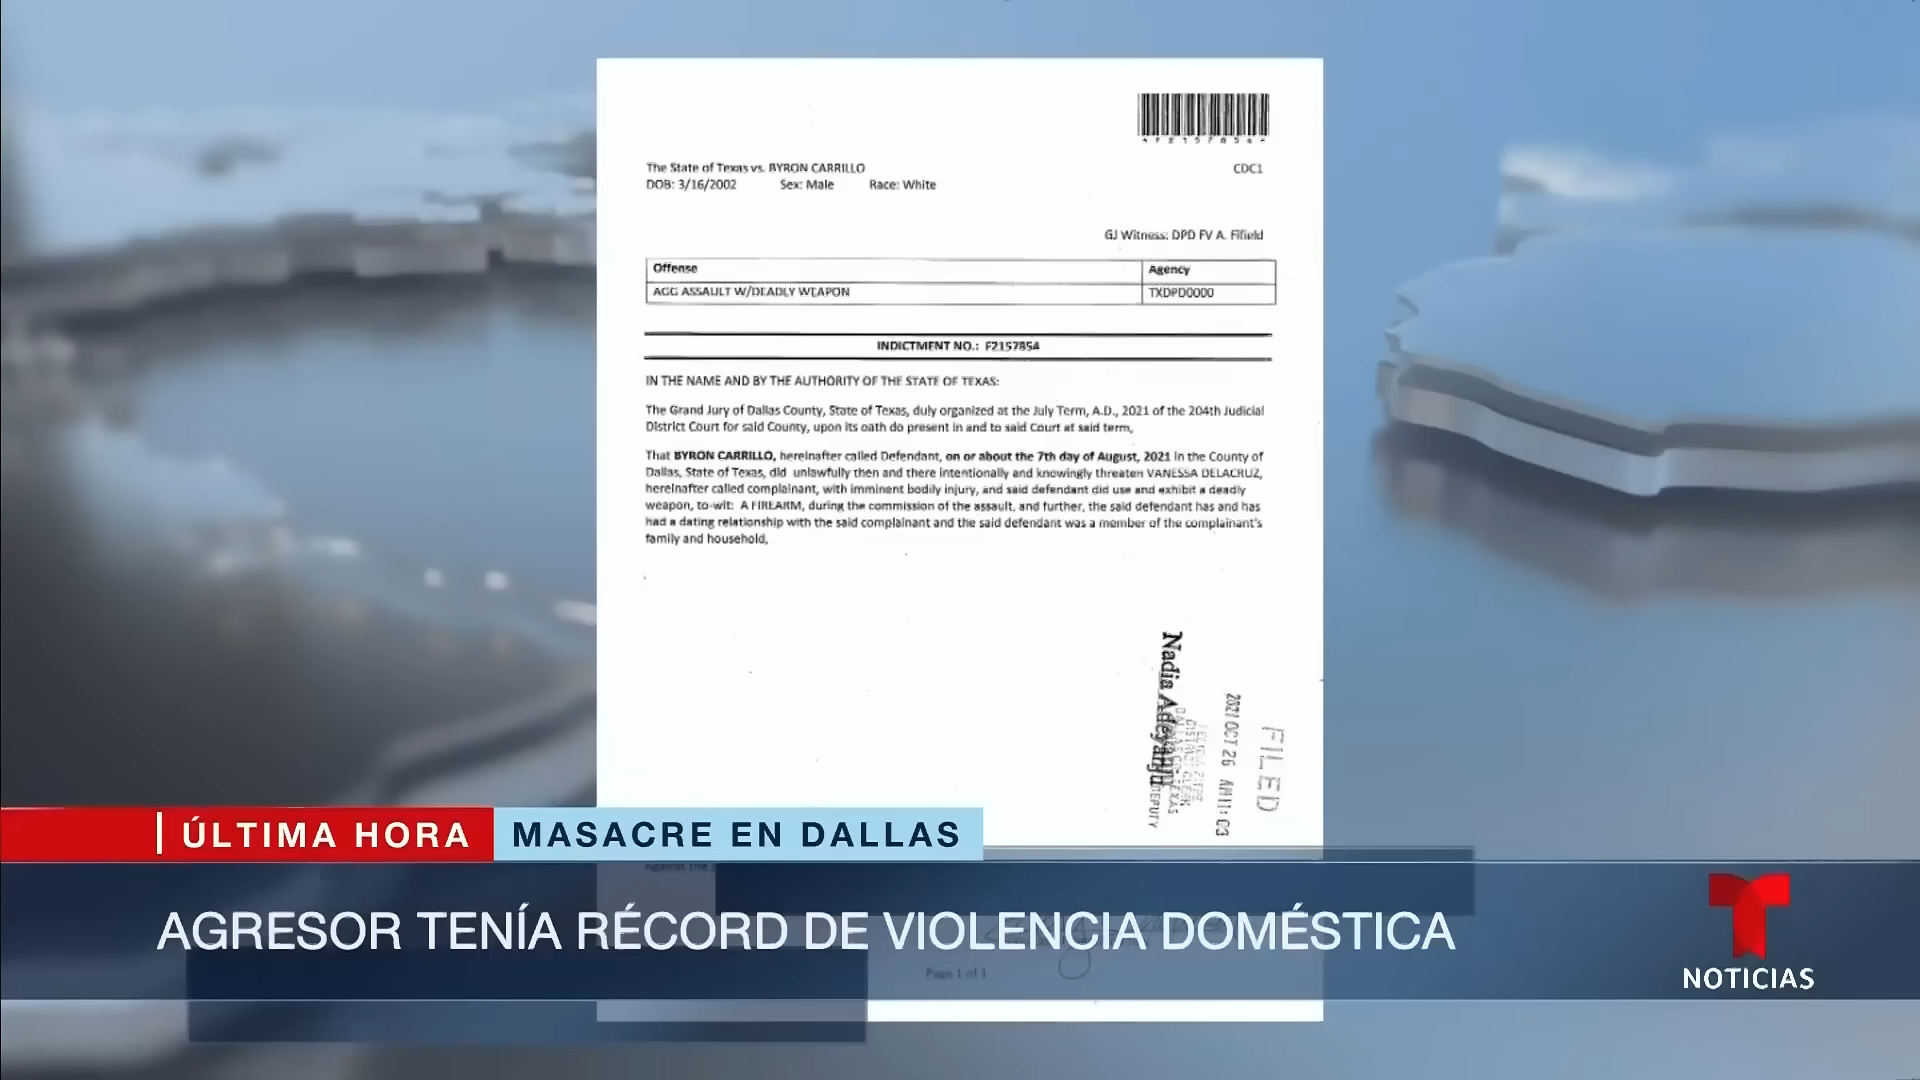 *F2157854*
The State of Texas vs. BYRON CARRILLO
CDC1
DOB: 3/16/2002 Sex: Male Race: White
GJ Witness: DPD FV A. Fifield
Offense Agency
AGG ASSAULT W/DEADLY WEAPON TXDPD0000
INDICTMENT NO.: F2157854
IN THE NAME AND BY THE AUTHORITY OF THE STATE OF TEXAS:
The Grand Jury of Dallas County, State of Texas, duly organized at the July Term, A.D., 2021 of the 204th Judicial
District Court for said County, upon its oath do present in and to said Court at said term,
That BYRON CARRILLO, hereinafter called Defendant, on or about the 7th day of August, 2021 in the County of
Dallas, State of Texas, did unlawfully then and there intentionally and knowingly threaten VANESSA DELACRUZ,
hereinafter called complainant, with imminent bodily injury, and said defendant did use and exhibit a deadly
weapon, to-wit: A FIREARM, during the commission of the assault, and further, the said defendant has and has
had a dating relationship with the said complainant and the said defendant was a member of the complainant's
family and household,
FILED
2021 OCT 26 AM 11:03
DEPUTY
Nadia Adeyanju
ÚLTIMA HORA MASACRE EN DALLAS
AGRESOR TENÍA RÉCORD DE VIOLENCIA DOMÉSTICA
Page 1 of 1
NOTICIAS